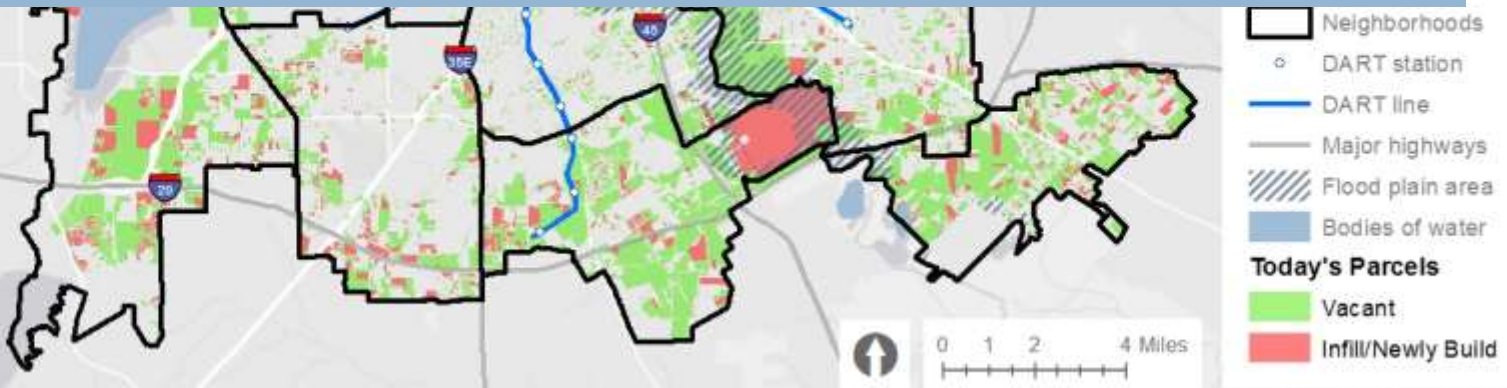 45
35E
20
0 1 2 4 Miles
Neighborhoods
DART station
DART line
Major highways
Flood plain area
Bodies of water
Today's Parcels
Vacant
Infill/Newly Build